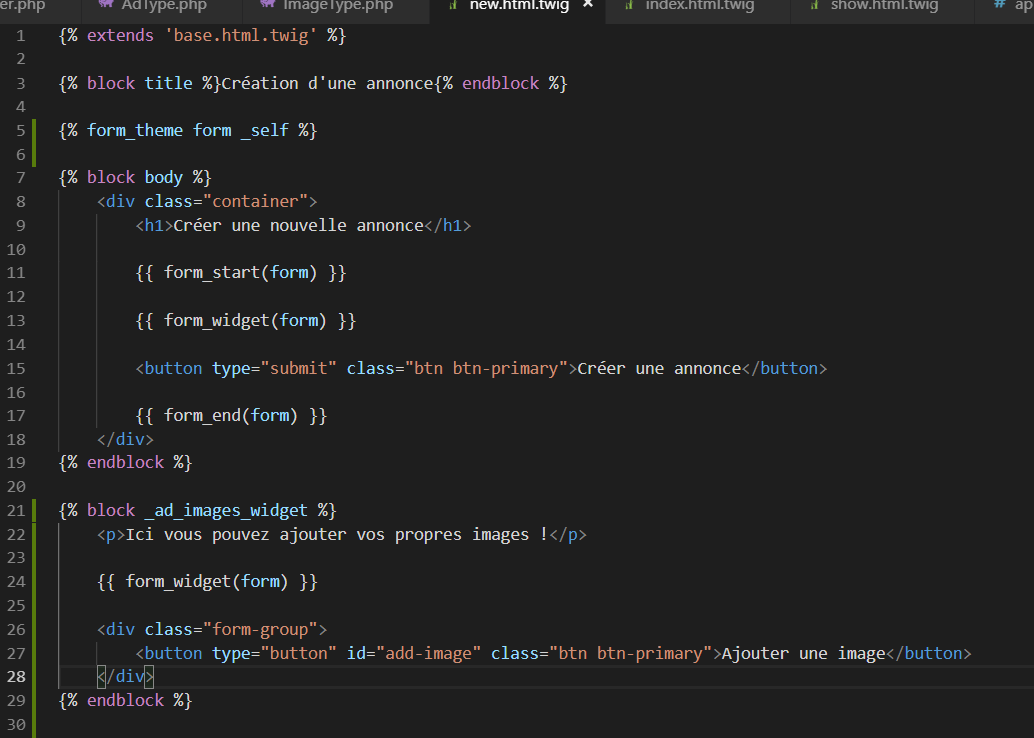 er.php AdType.php ImageType.php new.html.twig × index.html.twig show.html.twig # ap
1 {% extends 'base.html.twig' %}
2
3 {% block title %}Création d'une annonce{% endblock %}
4
5 {% form_theme form _self %}
6
7 {% block body %}
8 <div class="container">
9 <h1>Créer une nouvelle annonce</h1>
10
11 {{ form_start(form) }}
12
13 {{ form_widget(form) }}
14
15 <button type="submit" class="btn btn-primary">Créer une annonce</button>
16
17 {{ form_end(form) }}
18 </div>
19 {% endblock %}
20
21 {% block _ad_images_widget %}
22 <p>Ici vous pouvez ajouter vos propres images !</p>
23
24 {{ form_widget(form) }}
25
26 <div class="form-group">
27 <button type="button" id="add-image" class="btn btn-primary">Ajouter une image</button>
28 </div>
29 {% endblock %}
30